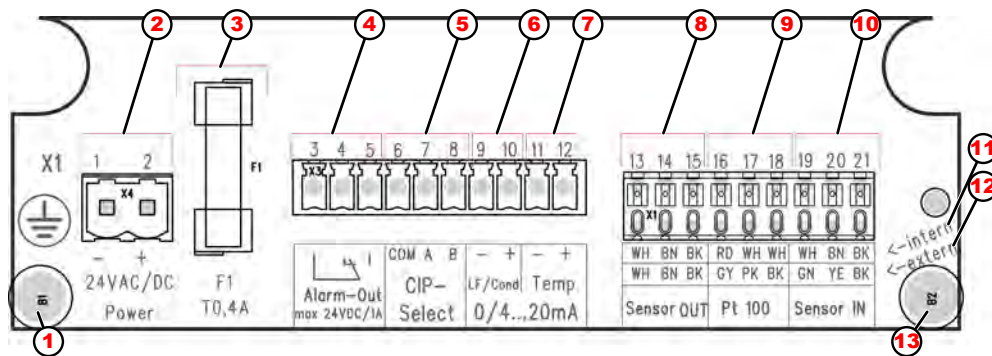 2 3 4 5 6 7 8 9 10
X1 1 2 3 4 5 6 7 8 9 10 11 12 13 14 15 16 17 18 19 20 21
X4 F1 X3 X1
11
12
<-intern
<-extern
- + COM A B - + - + WH BN BK RD WH WH WH BN BK
WH BN BK GY PK BK GN YE BK
24VAC/DC F1 Alarm-Out CIP- LF/Cond Temp
Power T0,4A max 24VDC/1A Select 0/4...20mA Sensor OUT Pt 100 Sensor IN
B1 B2
1 13